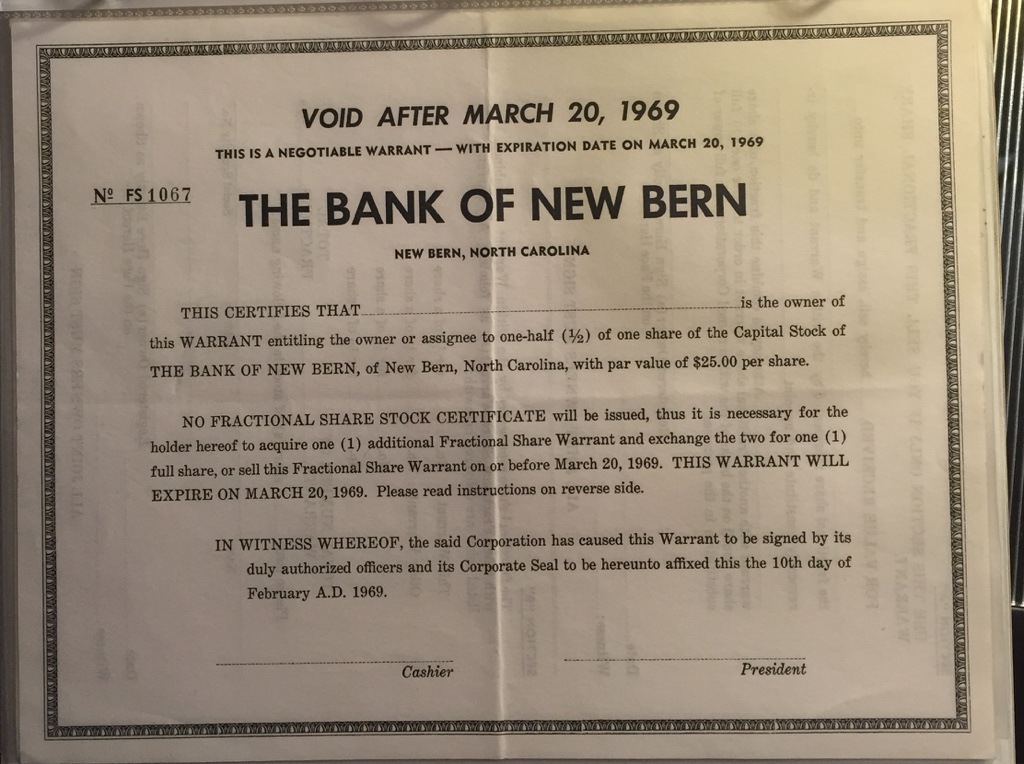 VOID AFTER MARCH 20, 1969
THIS IS A NEGOTIABLE WARRANT — WITH EXPIRATION DATE ON MARCH 20, 1969
Nº FS 1067
THE BANK OF NEW BERN
NEW BERN, NORTH CAROLINA
THIS CERTIFIES THAT is the owner of
this WARRANT entitling the owner or assignee to one-half (½) of one share of the Capital Stock of
THE BANK OF NEW BERN, of New Bern, North Carolina, with par value of $25.00 per share.
NO FRACTIONAL SHARE STOCK CERTIFICATE will be issued, thus it is necessary for the
holder hereof to acquire one (1) additional Fractional Share Warrant and exchange the two for one (1)
full share, or sell this Fractional Share Warrant on or before March 20, 1969. THIS WARRANT WILL
EXPIRE ON MARCH 20, 1969. Please read instructions on reverse side.
IN WITNESS WHEREOF, the said Corporation has caused this Warrant to be signed by its
duly authorized officers and its Corporate Seal to be hereunto affixed this the 10th day of
February A.D. 1969.
Cashier President